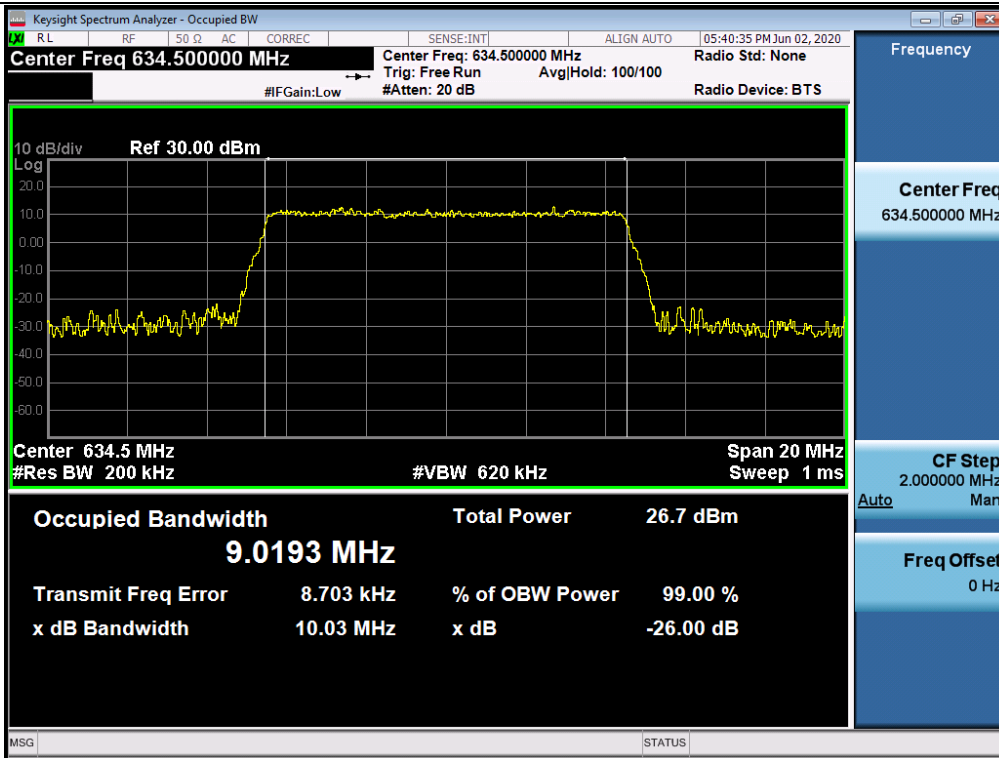 Keysight Spectrum Analyzer - Occupied BW
LXI RL RF 50 Ω AC CORREC SENSE:INT ALIGN AUTO 05:40:35 PM Jun 02, 2020
Center Freq 634.500000 MHz
Center Freq: 634.500000 MHz
Radio Std: None
Trig: Free Run Avg|Hold: 100/100
#IFGain:Low
#Atten: 20 dB
Radio Device: BTS
10 dB/div Ref 30.00 dBm
Log
20.0
10.0
0.00
-10.0
-20.0
-30.0
-40.0
-50.0
-60.0
Center 634.5 MHz Span 20 MHz
#Res BW 200 kHz #VBW 620 kHz Sweep 1 ms
Occupied Bandwidth Total Power 26.7 dBm
9.0193 MHz
Transmit Freq Error 8.703 kHz % of OBW Power 99.00 %
x dB Bandwidth 10.03 MHz x dB -26.00 dB
MSG STATUS
Frequency
Center Freq
634.500000 MHz
CF Step
2.000000 MHz
Auto Man
Freq Offset
0 Hz